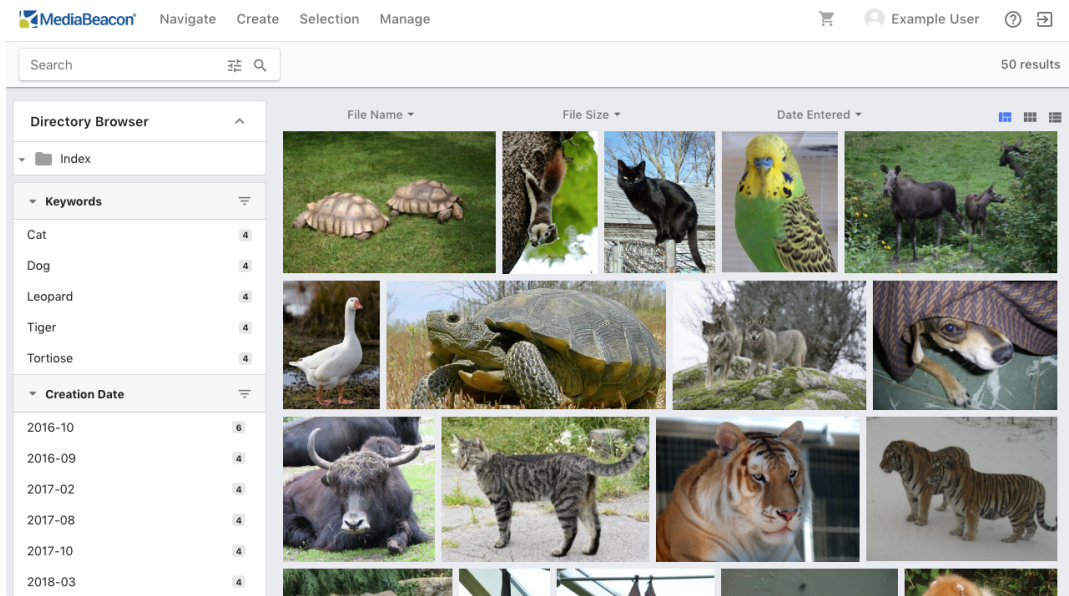 MediaBeacon® Navigate Create Selection Manage Example User
Search 50 results
Directory Browser
Index
Keywords
Cat 4
Dog 4
Leopard 4
Tiger 4
Tortiose 4
Creation Date
2016-10 6
2016-09 4
2017-02 4
2017-08 4
2017-10 4
2018-03 4
File Name File Size Date Entered